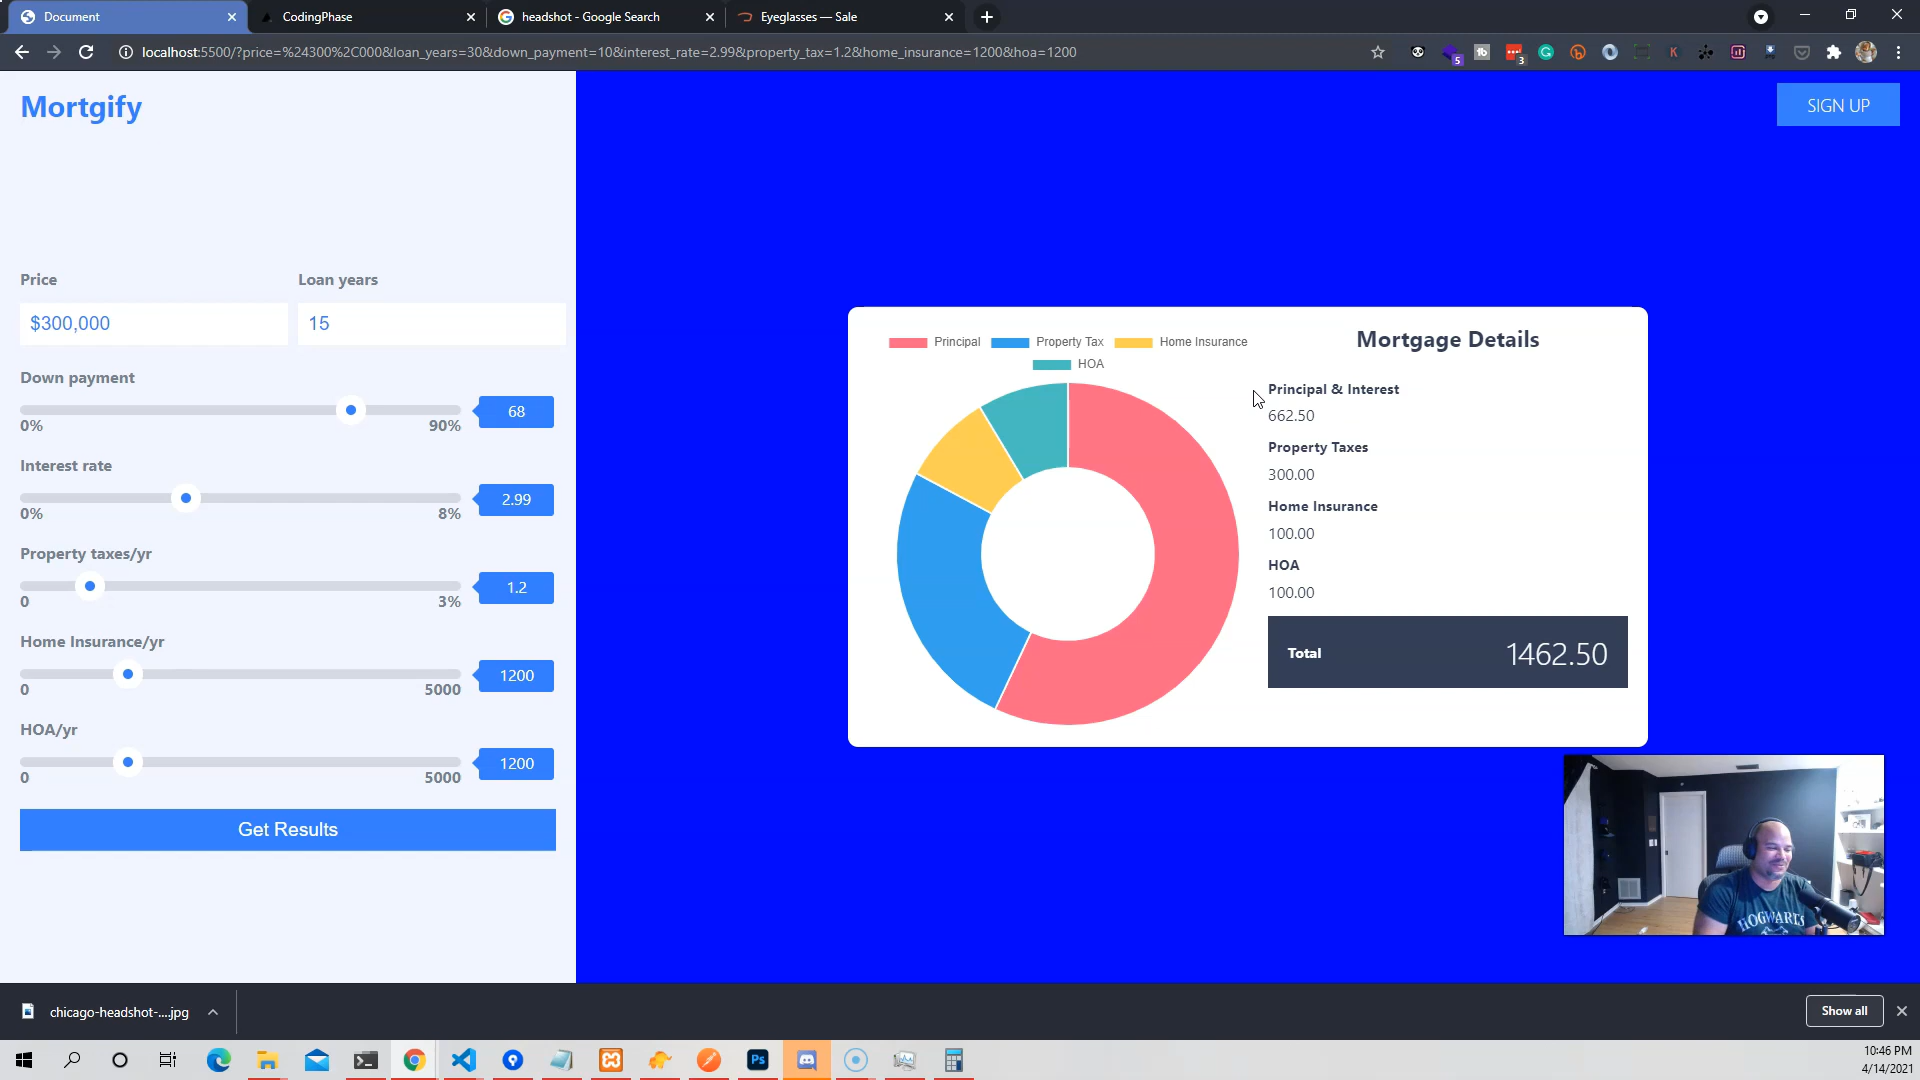 Document
CodingPhase
headshot - Google Search
Eyeglasses — Sale
localhost:5500/?price=%24300%2C000&loan_years=30&down_payment=10&interest_rate=2.99&property_tax=1.2&home_insurance=1200&hoa=1200
5
tb
3
K
Mortgify
SIGN UP
Price
Loan years
$300,000
15
Down payment
68
0%
90%
Interest rate
2.99
0%
8%
Property taxes/yr
1.2
0
3%
Home Insurance/yr
1200
0
5000
HOA/yr
1200
0
5000
Get Results
Principal
Property Tax
Home Insurance
HOA
Mortgage Details
Principal & Interest
662.50
Property Taxes
300.00
Home Insurance
100.00
HOA
100.00
Total
1462.50
HOGWARTS
chicago-headshot-....jpg
Show all
Ps
10:46 PM
4/14/2021